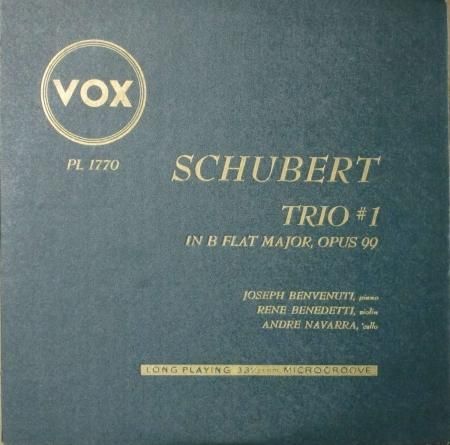 VOX
PL 1770
SCHUBERT
TRIO #1
IN B FLAT MAJOR, OPUS 99
JOSEPH BENVENUTI, piano
RENE BENEDETTI, violin
ANDRE NAVARRA, 'cello
LONG PLAYING 33⅓ r.p.m. MICROGROOVE